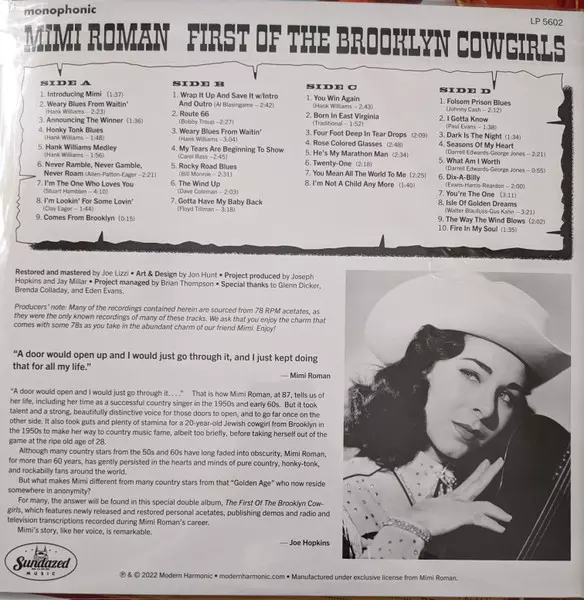 monophonic
LP 5602
MIMI ROMAN FIRST OF THE BROOKLYN COWGIRLS
SIDE A
1. Introducing Mimi (1:37)
2. Weary Blues From Waitin'
(Hank Williams – 2:23)
3. Announcing The Winner (1:36)
4. Honky Tonk Blues
(Hank Williams – 1:48)
5. Hank Williams Medley
(Hank Williams – 1:56)
6. Never Ramble, Never Gamble,
Never Roam (Allen-Patton-Eager – 2:21)
7. I'm The One Who Loves You
(Stuart Hamblen – 4:10)
8. I'm Lookin' For Some Lovin'
(Clay Eager – 1:44)
9. Comes From Brooklyn (0:15)
SIDE B
1. Wrap It Up And Save It w/Intro
And Outro (Al Blasingame – 2:42)
2. Route 66
(Bobby Troup – 2:27)
3. Weary Blues From Waitin'
(Hank Williams – 3:04)
4. My Tears Are Beginning To Show
(Carol Bass – 2:45)
5. Rocky Road Blues
(Bill Monroe – 2:31)
6. The Wind Up
(Dave Coleman – 2:03)
7. Gotta Have My Baby Back
(Floyd Tillman – 3:18)
SIDE C
1. You Win Again
(Hank Williams – 2:43)
2. Born In East Virginia
(Traditional – 1:52)
3. Four Foot Deep In Tear Drops (2:09)
4. Rose Colored Glasses (2:48)
5. He's My Marathon Man (2:34)
6. Twenty-One (2:18)
7. You Mean All The World To Me (2:25)
8. I'm Not A Child Any More (1:40)
SIDE D
1. Folsom Prison Blues
(Johnny Cash – 2:12)
2. I Gotta Know
(Paul Evans – 1:38)
3. Dark Is The Night (1:34)
4. Seasons Of My Heart
(Darrell Edwards-George Jones – 2:21)
5. What Am I Worth
(Darrell Edwards-George Jones – 0:55)
6. Dix-A-Billy
(Evans-Harris-Reardon – 2:00)
7. You're The One (3:11)
8. Isle Of Golden Dreams
(Walter Blaufuss-Gus Kahn – 3:21)
9. The Way The Wind Blows (2:02)
10. Fire In My Soul (1:35)
Restored and mastered by Joe Lizzi • Art & Design by Jon Hunt • Project produced by Joseph
Hopkins and Jay Millar • Project managed by Brian Thompson • Special thanks to Glenn Dicker,
Brenda Colladay, and Eden Evans.
Producers' note: Many of the recordings contained herein are sourced from 78 RPM acetates, as
they were the only known recordings of many of these tracks. We ask that you enjoy the charm that
comes with some 78s as you take in the abundant charm of our friend Mimi. Enjoy!
"A door would open up and I would just go through it, and I just kept doing
that for all my life."
— Mimi Roman
"A door would open and I would just go through it. . . ." That is how Mimi Roman, at 87, tells us of
her life, including her time as a successful country singer in the 1950s and early 60s. But it took
talent and a strong, beautifully distinctive voice for those doors to open, and to go far once on the
other side. It also took guts and plenty of stamina for a 20-year-old Jewish cowgirl from Brooklyn in
the 1950s to make her way to country music fame, albeit too briefly, before taking herself out of the
game at the ripe old age of 28.
Although many country stars from the 50s and 60s have long faded into obscurity, Mimi Roman,
for more than 60 years, has gently persisted in the hearts and minds of pure country, honky-tonk,
and rockabilly fans around the world.
But what makes Mimi different from many country stars from that "Golden Age" who now reside
somewhere in anonymity?
For many, the answer will be found in this special double album, The First Of The Brooklyn Cow-
girls, which features newly released and restored personal acetates, publishing demos and radio and
television transcriptions recorded during Mimi Roman's career.
Mimi's story, like her voice, is remarkable.
— Joe Hopkins
Sundazed
MUSIC
℗ & © 2022 Modern Harmonic • modernharmonic.com • Manufactured under exclusive license from Mimi Roman.